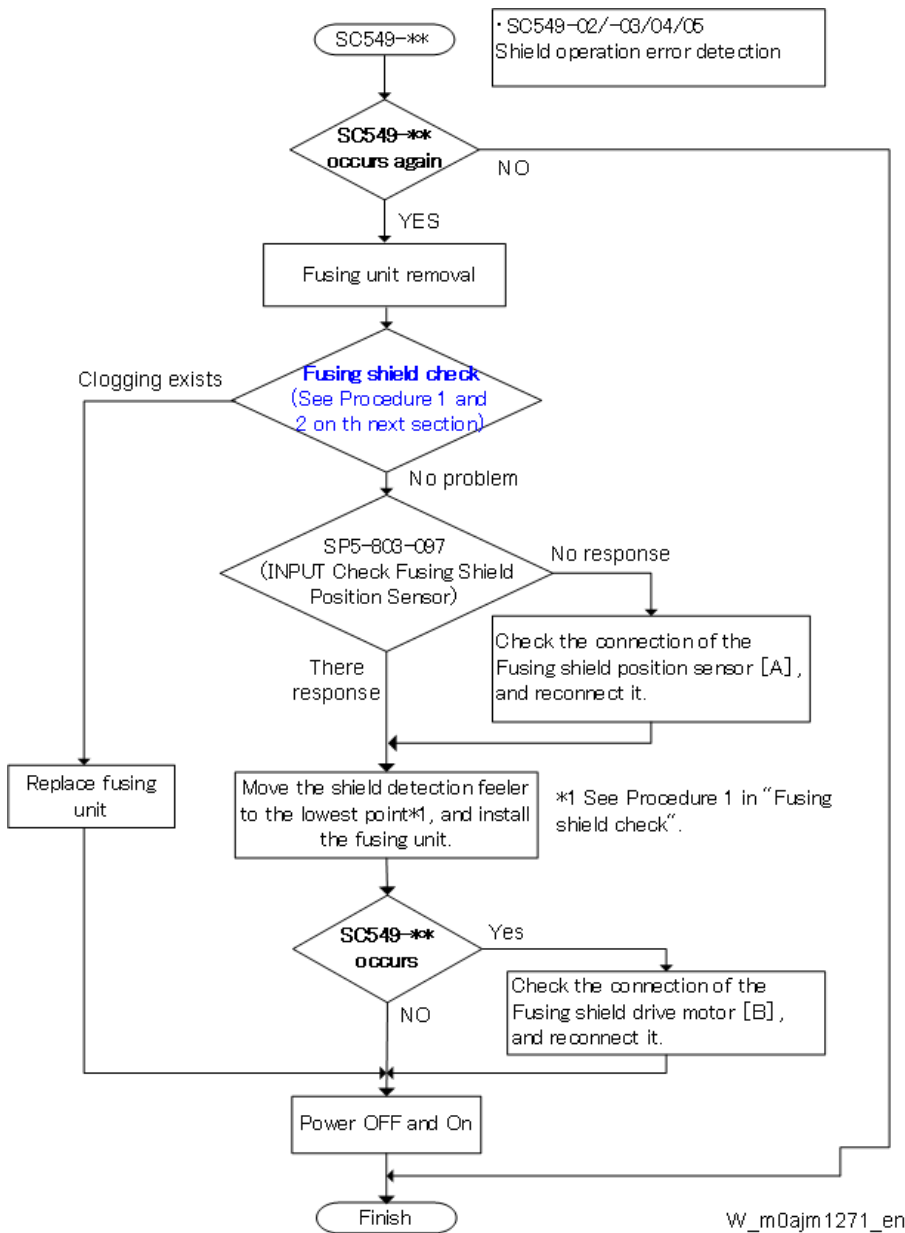 SC549-**
・SC549-02/-03/04/05
Shield operation error detection
SC549-**
occurs again
NO
YES
Fusing unit removal
Clogging exists
Fusing shield check
(See Procedure 1 and
2 on th next section)
No problem
SP5-803-097
(INPUT Check Fusing Shield
Position Sensor)
No response
Check the connection of the
Fusing shield position sensor [A],
and reconnect it.
There
response
Replace fusing
unit
Move the shield detection feeler
to the lowest point*1, and install
the fusing unit.
*1 See Procedure 1 in "Fusing
shield check".
SC549-**
occurs
Yes
Check the connection of the
Fusing shield drive motor [B],
and reconnect it.
NO
Power OFF and On
Finish
W_m0ajm1271_en